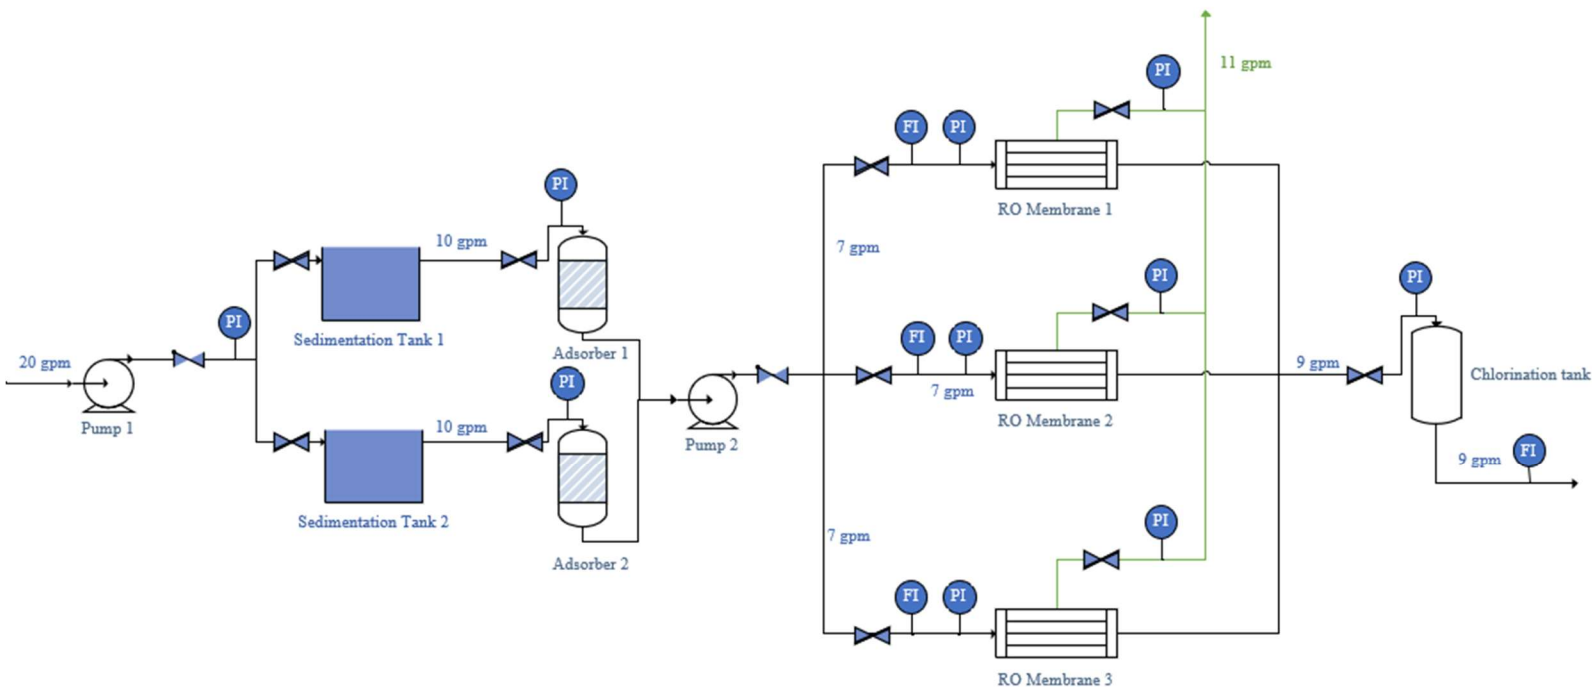 20 gpm
Pump 1
PI
Sedimentation Tank 1
10 gpm
PI
Adsorber 1
Sedimentation Tank 2
10 gpm
PI
Adsorber 2
Pump 2
7 gpm
FI
PI
RO Membrane 1
PI
11 gpm
FI
PI
7 gpm
RO Membrane 2
PI
7 gpm
FI
PI
RO Membrane 3
PI
9 gpm
PI
Chlorination tank
9 gpm
FI